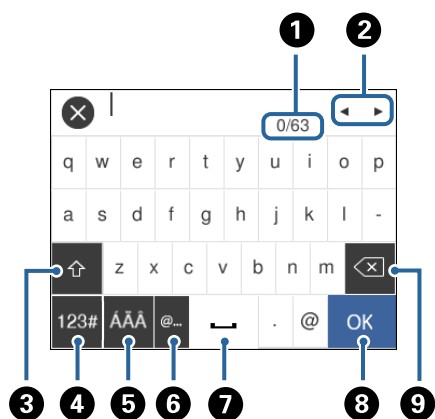 1 2
0/63
q w e r t y u i o p
a s d f g h j k l -
z x c v b n m
123# ÁÃÂ @... . @ OK
3 4 5 6 7 8 9